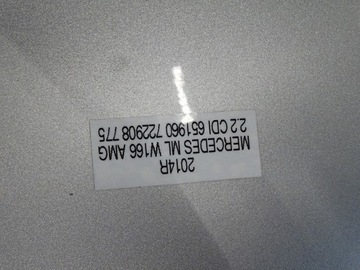 2014R
MERCEDES ML W166 AMG
2.2 CDI 651960 722908 775